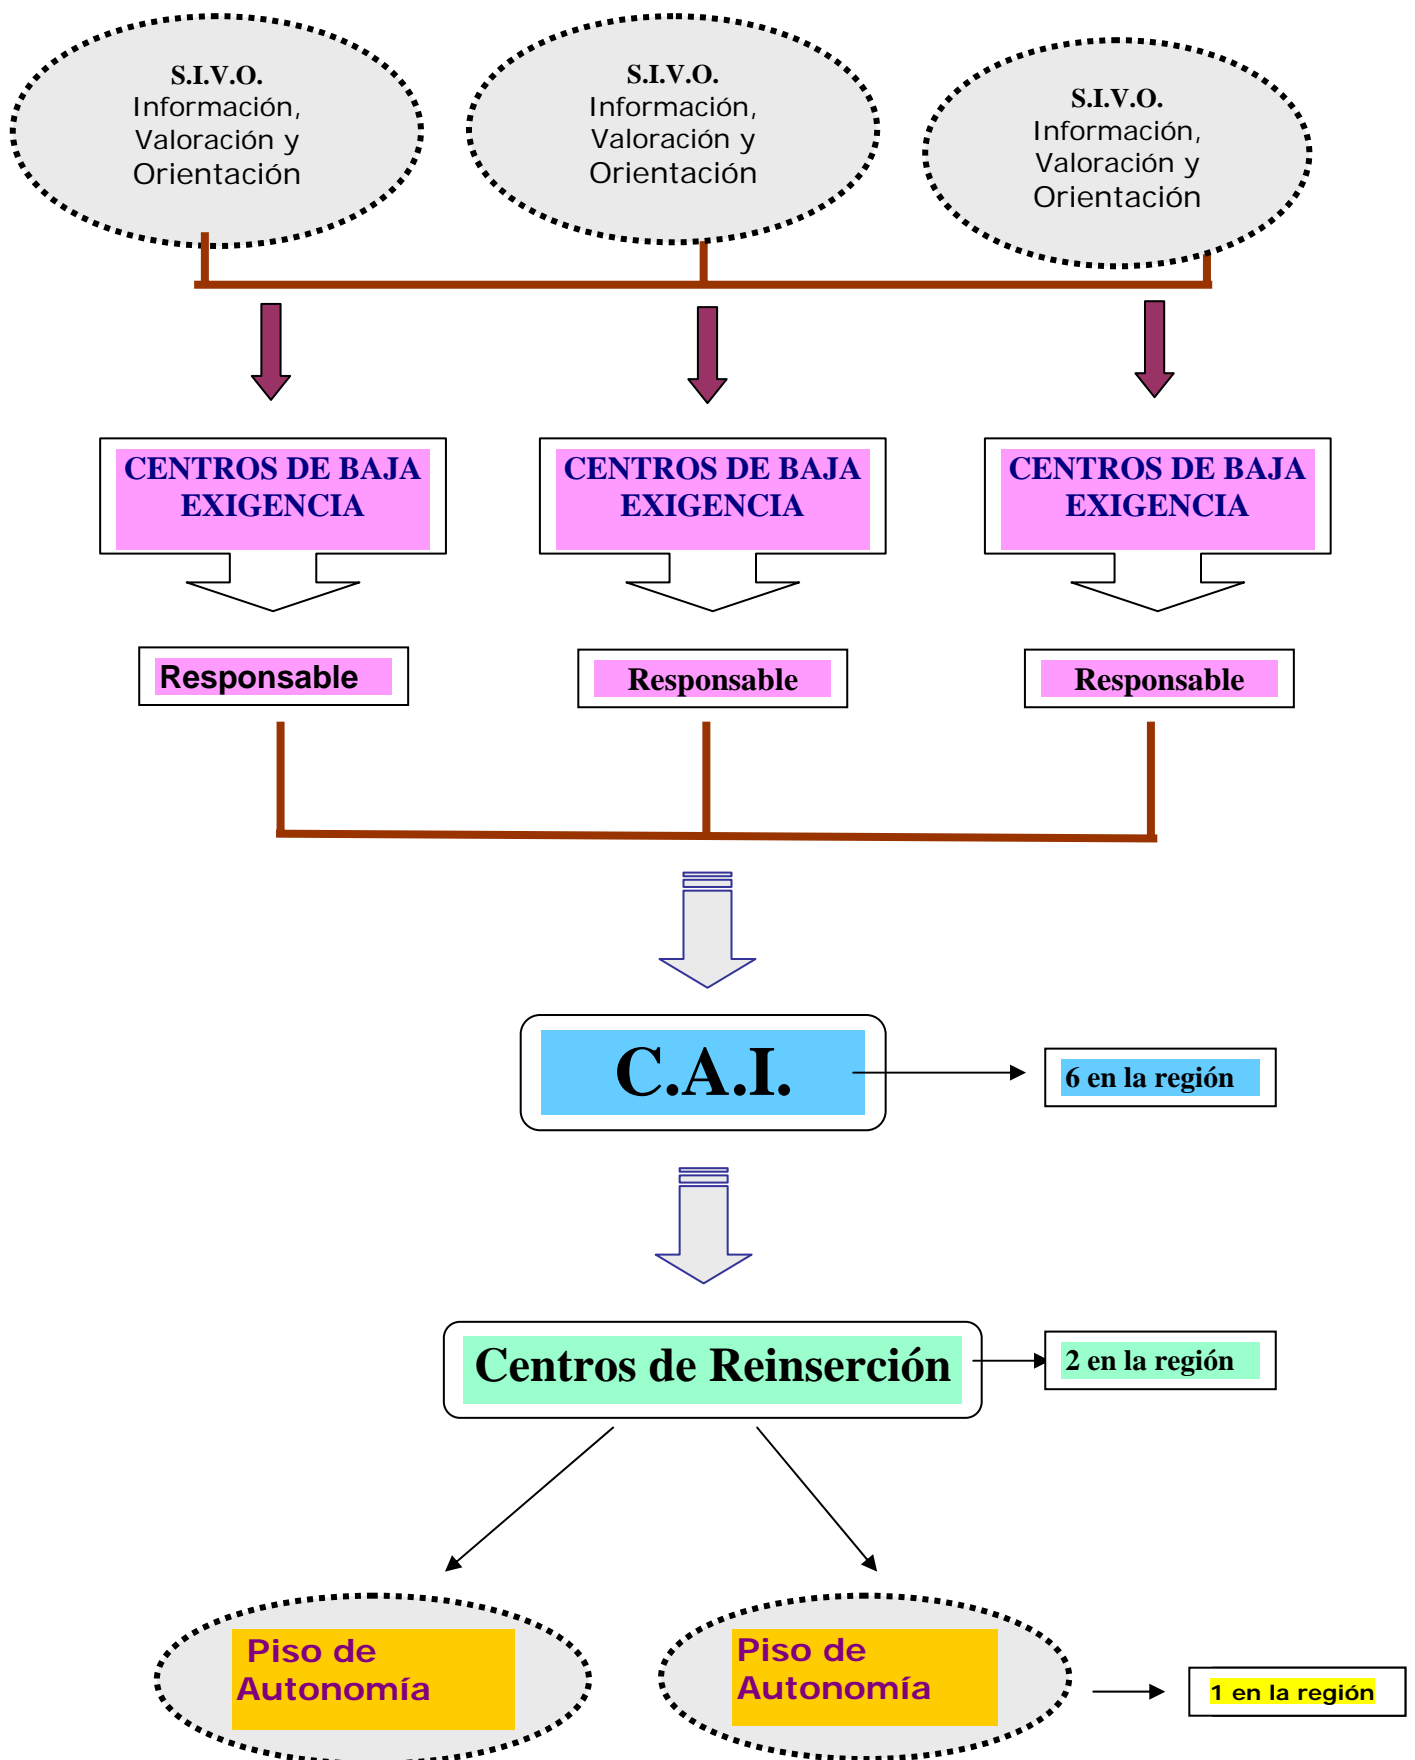 S.I.V.O.
Información,
Valoración y
Orientación
S.I.V.O.
Información,
Valoración y
Orientación
S.I.V.O.
Información,
Valoración y
Orientación
CENTROS DE BAJA
EXIGENCIA
CENTROS DE BAJA
EXIGENCIA
CENTROS DE BAJA
EXIGENCIA
Responsable
Responsable
Responsable
C.A.I.
6 en la región
Centros de Reinserción
2 en la región
Piso de
Autonomía
Piso de
Autonomía
1 en la región